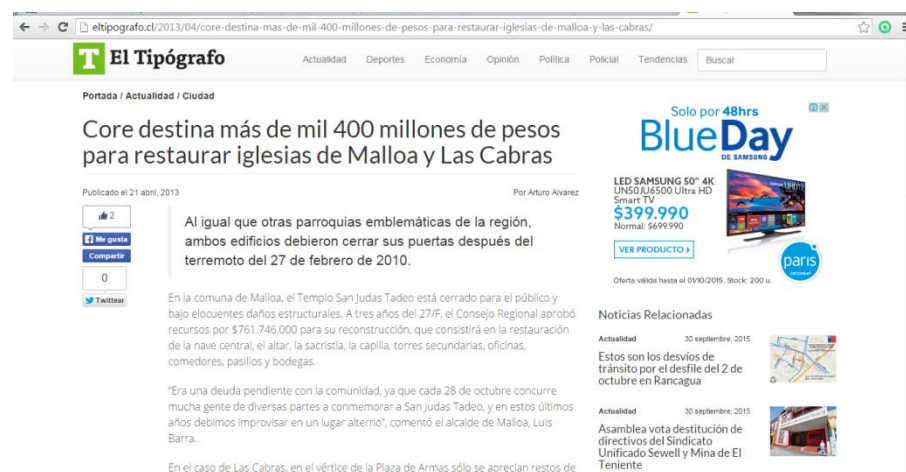 eltipografo.cl/2013/04/core-destina-mas-de-mil-400-millones-de-pesos-para-restaurar-iglesias-de-malloa-y-las-cabras/
T El Tipógrafo
Actualidad Deportes Economía Opinión Política Policial Tendencias Buscar
Portada / Actualidad / Ciudad
Core destina más de mil 400 millones de pesos
para restaurar iglesias de Malloa y Las Cabras
Publicado el 21 abril, 2013
Por Arturo Alvarez
2
Me gusta
Compartir
0
Twittear
Al igual que otras parroquias emblemáticas de la región,
ambos edificios debieron cerrar sus puertas después del
terremoto del 27 de febrero de 2010.
En la comuna de Malloa, el Templo San Judas Tadeo está cerrado para el público y
bajo elocuentes daños estructurales. A tres años del 27/F, el Consejo Regional aprobó
recursos por $761.746.000 para su reconstrucción, que consistirá en la restauración
de la nave central, el altar, la sacristía, la capilla, torres secundarias, oficinas,
comedores, pasillos y bodegas.
“Era una deuda pendiente con la comunidad, ya que cada 28 de octubre concurre
mucha gente de diversas partes a conmemorar a San Judas Tadeo, y en estos últimos
años debimos improvisar en un lugar alterno”, comentó el alcalde de Malloa, Luis
Barra.
En el caso de Las Cabras, en el vértice de la Plaza de Armas sólo se aprecian restos de
Solo por 48hrs
BlueDay
DE SAMSUNG
LED SAMSUNG 50" 4K
UN50JU6500 Ultra HD
Smart TV
$399.990
Normal: $699.990
VER PRODUCTO
paris
Oferta válida hasta el 01/10/2015. Stock: 200 u.
Noticias Relacionadas
Actualidad 30 septiembre, 2015
Estos son los desvíos de
tránsito por el desfile del 2 de
octubre en Rancagua
Actualidad 30 septiembre, 2015
Asamblea vota destitución de
directivos del Sindicato
Unificado Sewell y Mina de El
Teniente